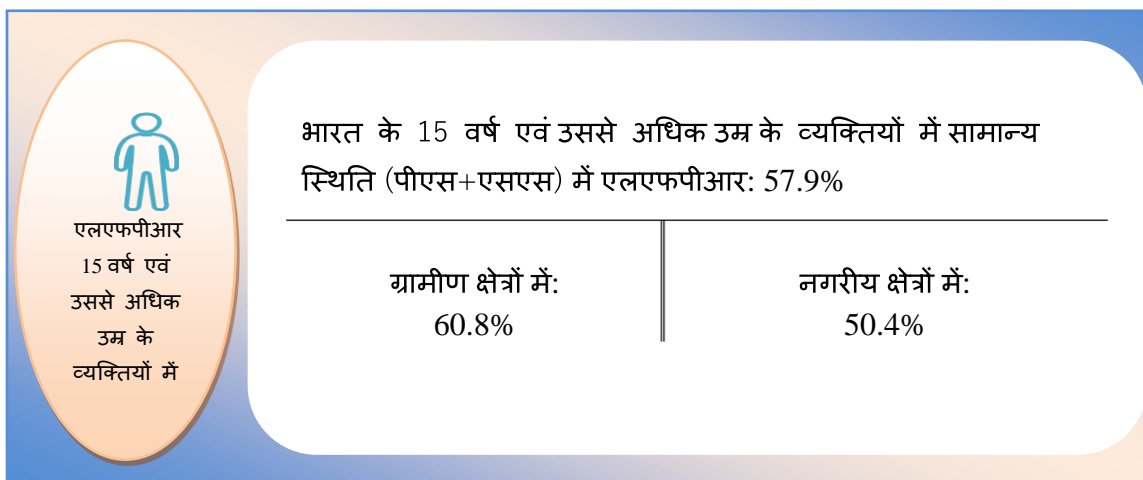 एलएफपीआर
15 वर्ष एवं
उससे अधिक
उम्र के
व्यक्तियों में
भारत के 15 वर्ष एवं उससे अधिक उम्र के व्यक्तियों में सामान्य
स्थिति (पीएस+एसएस) में एलएफपीआर: 57.9%
ग्रामीण क्षेत्रों में:
60.8%
नगरीय क्षेत्रों में:
50.4%